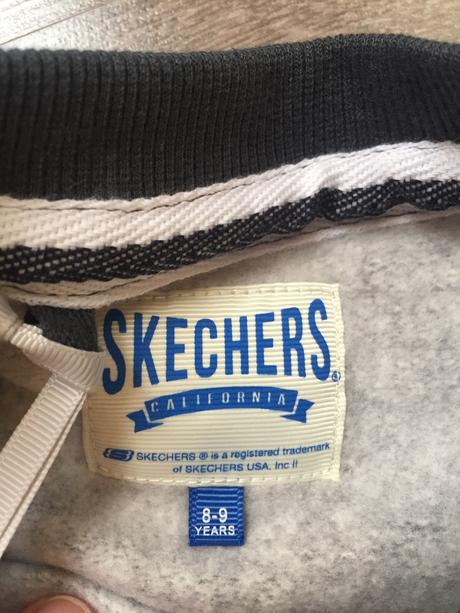 SKECHERS®
CALIFORNIA
S SKECHERS ® is a registered trademark
of SKECHERS USA, Inc II
8-9
YEARS